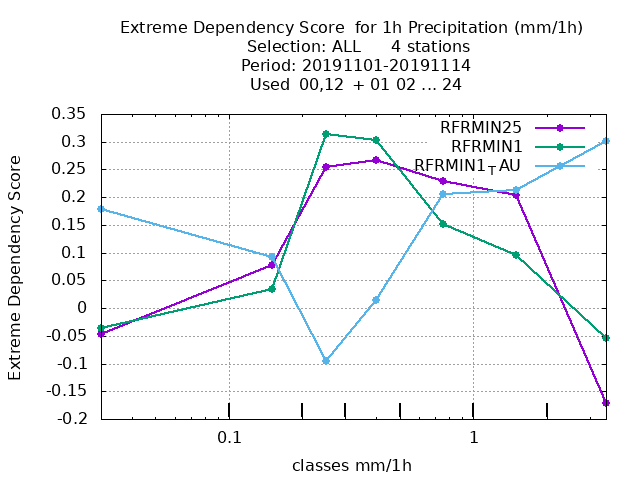 Extreme Dependency Score  for 1h Precipitation (mm/1h)
Selection: ALL      4 stations
Period: 20191101-20191114
Used  00,12  + 01 02 ... 24
Extreme Dependency Score
0.35
0.3
0.25
0.2
0.15
0.1
0.05
0
-0.05
-0.1
-0.15
-0.2
RFRMIN25
RFRMIN1
RFRMIN1_TAU
0.1
1
classes mm/1h